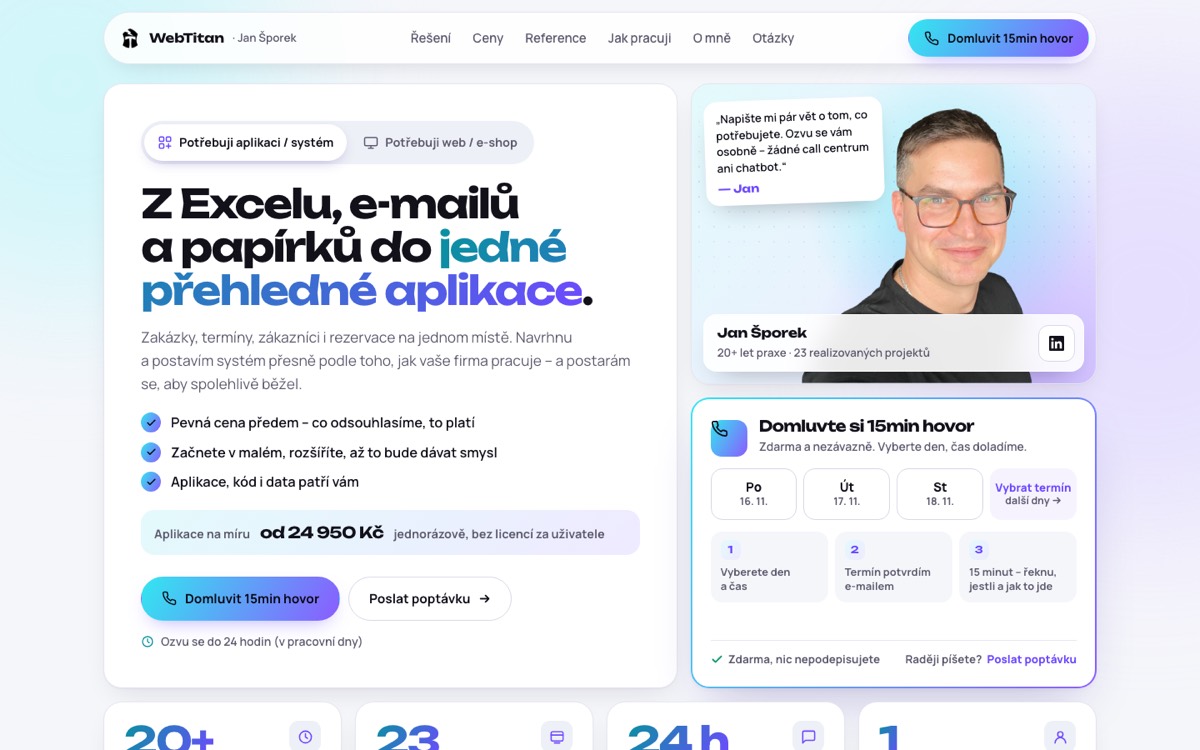 WebTitan · Jan Šporek
Řešení Ceny Reference Jak pracuji O mně Otázky
Domluvit 15min hovor
Potřebuji aplikaci / systém
Potřebuji web / e-shop
Z Excelu, e-mailů
a papírků do jedné
přehledné aplikace.
Zakázky, termíny, zákazníci i rezervace na jednom místě. Navrhnu
a postavím systém přesně podle toho, jak vaše firma pracuje – a postarám
se, aby spolehlivě běžel.
Pevná cena předem – co odsouhlasíme, to platí
Začnete v malém, rozšíříte, až to bude dávat smysl
Aplikace, kód i data patří vám
Aplikace na míru od 24 950 Kč jednorázově, bez licencí za uživatele
Domluvit 15min hovor
Poslat poptávku →
Ozvu se do 24 hodin (v pracovní dny)
„Napište mi pár vět o tom, co
potřebujete. Ozvu se vám
osobně – žádné call centrum
ani chatbot.“
— Jan
Jan Šporek
20+ let praxe · 23 realizovaných projektů
in
Domluvte si 15min hovor
Zdarma a nezávazně. Vyberte den, čas doladíme.
Po
16. 11.
Út
17. 11.
St
18. 11.
Vybrat termín
další dny →
1
Vyberete den
a čas
2
Termín potvrdím
e-mailem
3
15 minut – řeknu,
jestli a jak to jde
Zdarma, nic nepodepisujete
Raději píšete? Poslat poptávku
20+
23
24 h
1